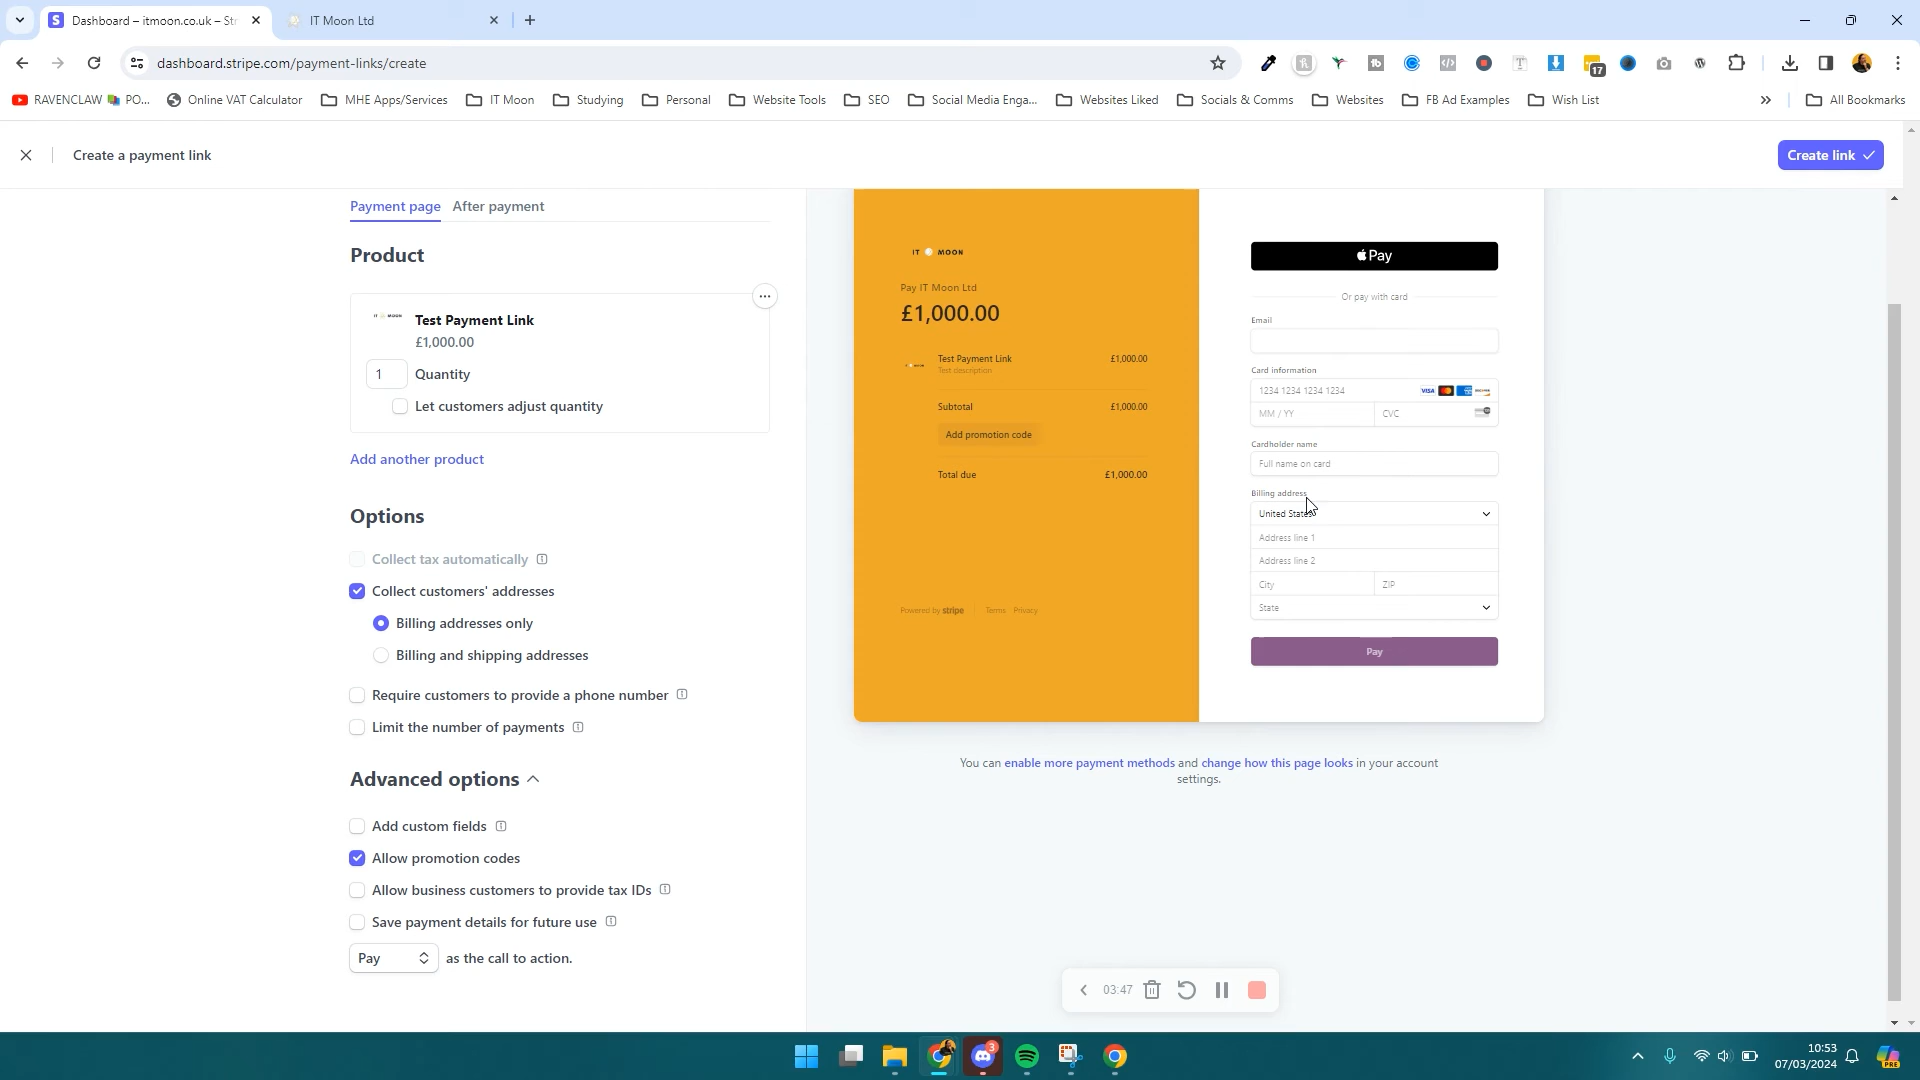 Dashboard – itmoon.co.uk – Str
IT Moon Ltd
dashboard.stripe.com/payment-links/create
17
RAVENCLAW PO...
Online VAT Calculator
MHE Apps/Services
IT Moon
Studying
Personal
Website Tools
SEO
Social Media Enga...
Websites Liked
Socials & Comms
Websites
FB Ad Examples
Wish List
All Bookmarks
Create a payment link
Create link
Payment page
After payment
Product
IT MOON
Test Payment Link
£1,000.00
1 Quantity
Let customers adjust quantity
Add another product
Options
Collect tax automatically
Collect customers' addresses
Billing addresses only
Billing and shipping addresses
Require customers to provide a phone number
Limit the number of payments
Advanced options
Add custom fields
Allow promotion codes
Allow business customers to provide tax IDs
Save payment details for future use
Pay as the call to action.
IT MOON
Pay IT Moon Ltd
£1,000.00
Test Payment Link £1,000.00
Test description
Subtotal £1,000.00
Add promotion code
Total due £1,000.00
Powered by stripe Terms Privacy
Pay
Or pay with card
Email
Card information
1234 1234 1234 1234 VISA
MM / YY CVC
Cardholder name
Full name on card
Billing address
United States
Address line 1
Address line 2
City ZIP
State
Pay
You can enable more payment methods and change how this page looks in your account
settings.
03:47
3
10:53
07/03/2024
PRE